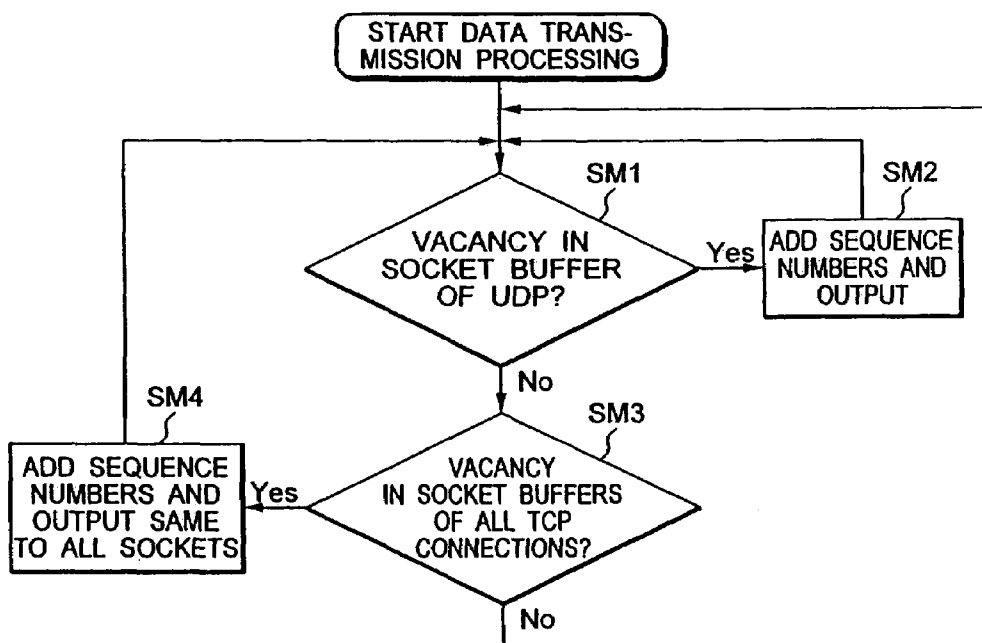 START DATA TRANS-
MISSION PROCESSING
SM1
VACANCY IN
SOCKET BUFFER
OF UDP?
Yes
SM2
ADD SEQUENCE
NUMBERS AND
OUTPUT
No
SM3
VACANCY
IN SOCKET BUFFERS
OF ALL TCP
CONNECTIONS?
Yes
SM4
ADD SEQUENCE
NUMBERS AND
OUTPUT SAME
TO ALL SOCKETS
No